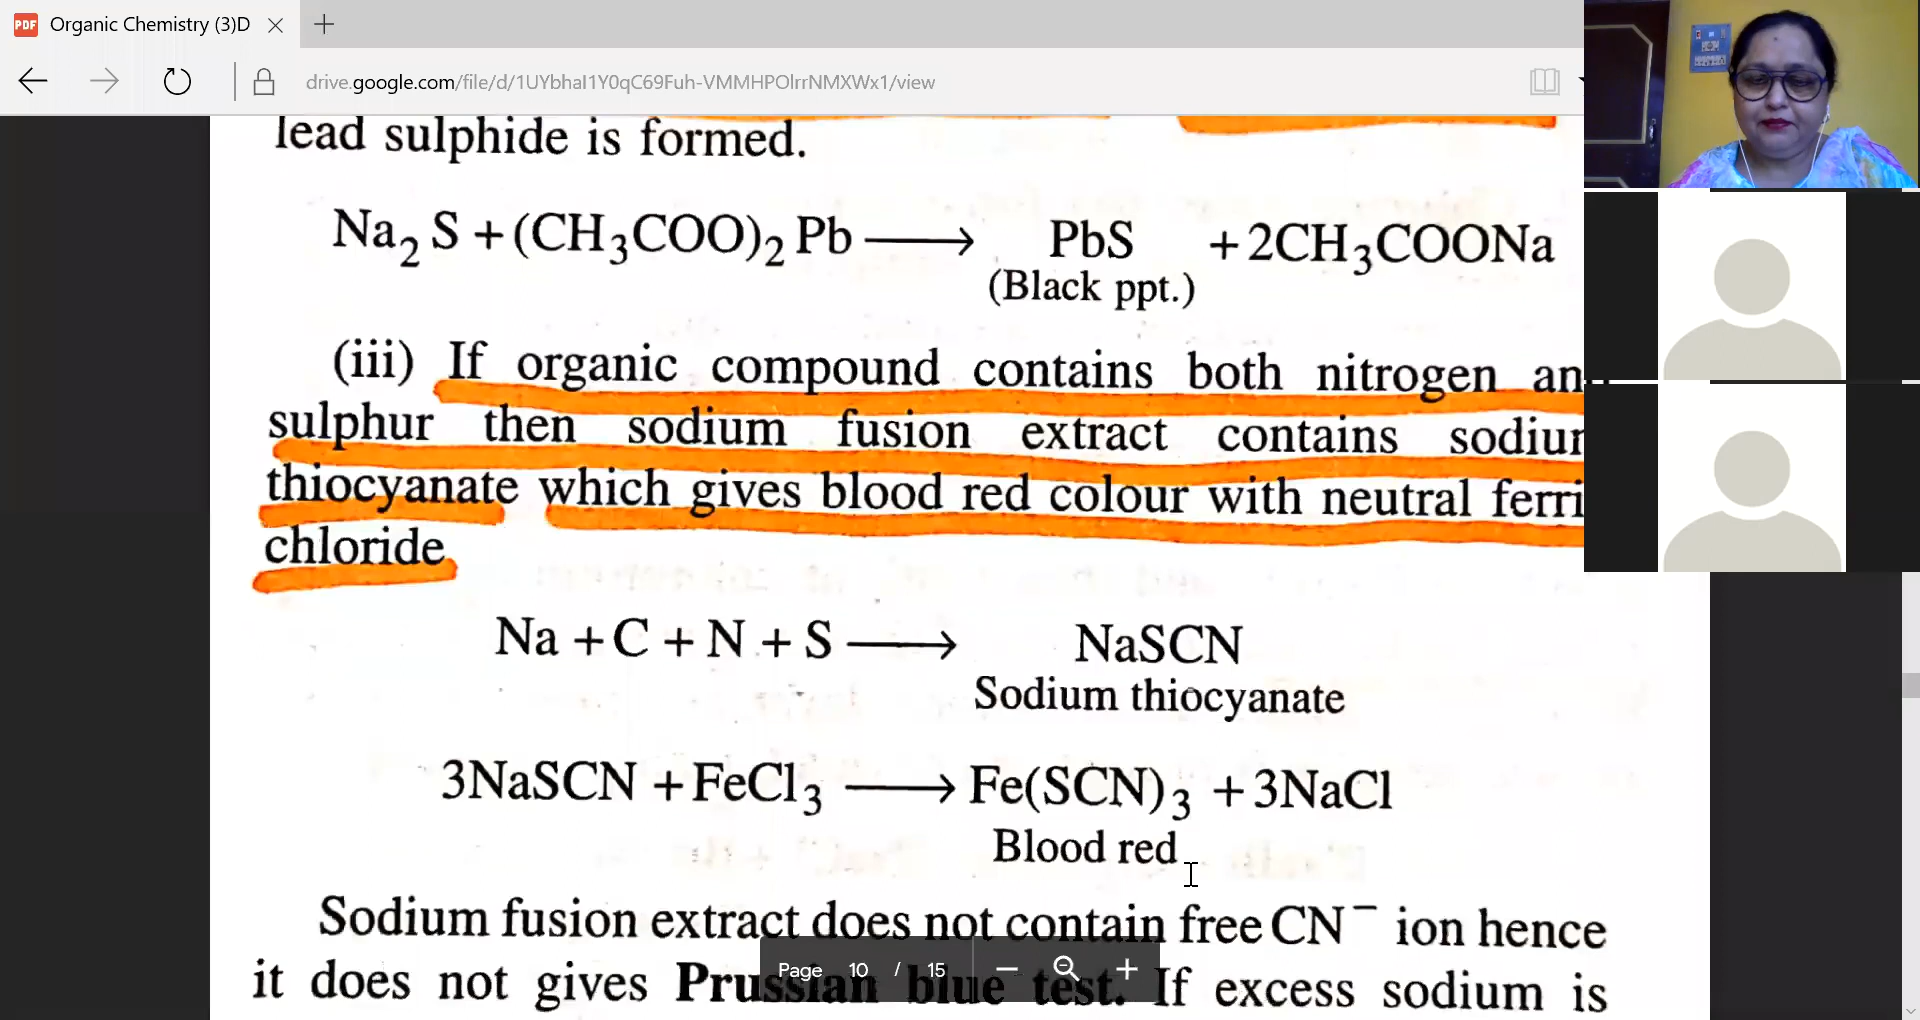 PDF Organic Chemistry (3)D
drive.google.com/file/d/1UYbhaI1Y0qC69Fuh-VMMHPOlrrNMXWx1/view
lead sulphide is formed.
Na₂ S + (CH₃COO)₂ Pb ⟶ PbS + 2CH₃COONa
(Black ppt.)
(iii) If organic compound contains both nitrogen an
sulphur then sodium fusion extract contains sodiu
thiocyanate which gives blood red colour with neutral ferri
chloride
Na + C + N + S ⟶ NaSCN
Sodium thiocyanate
3NaSCN + FeCl₃ ⟶ Fe(SCN)₃ + 3NaCl
Blood red
Sodium fusion extract does not contain free CN⁻ ion hence
it does not gives Prussian blue test. If excess sodium is
Page 10 / 15